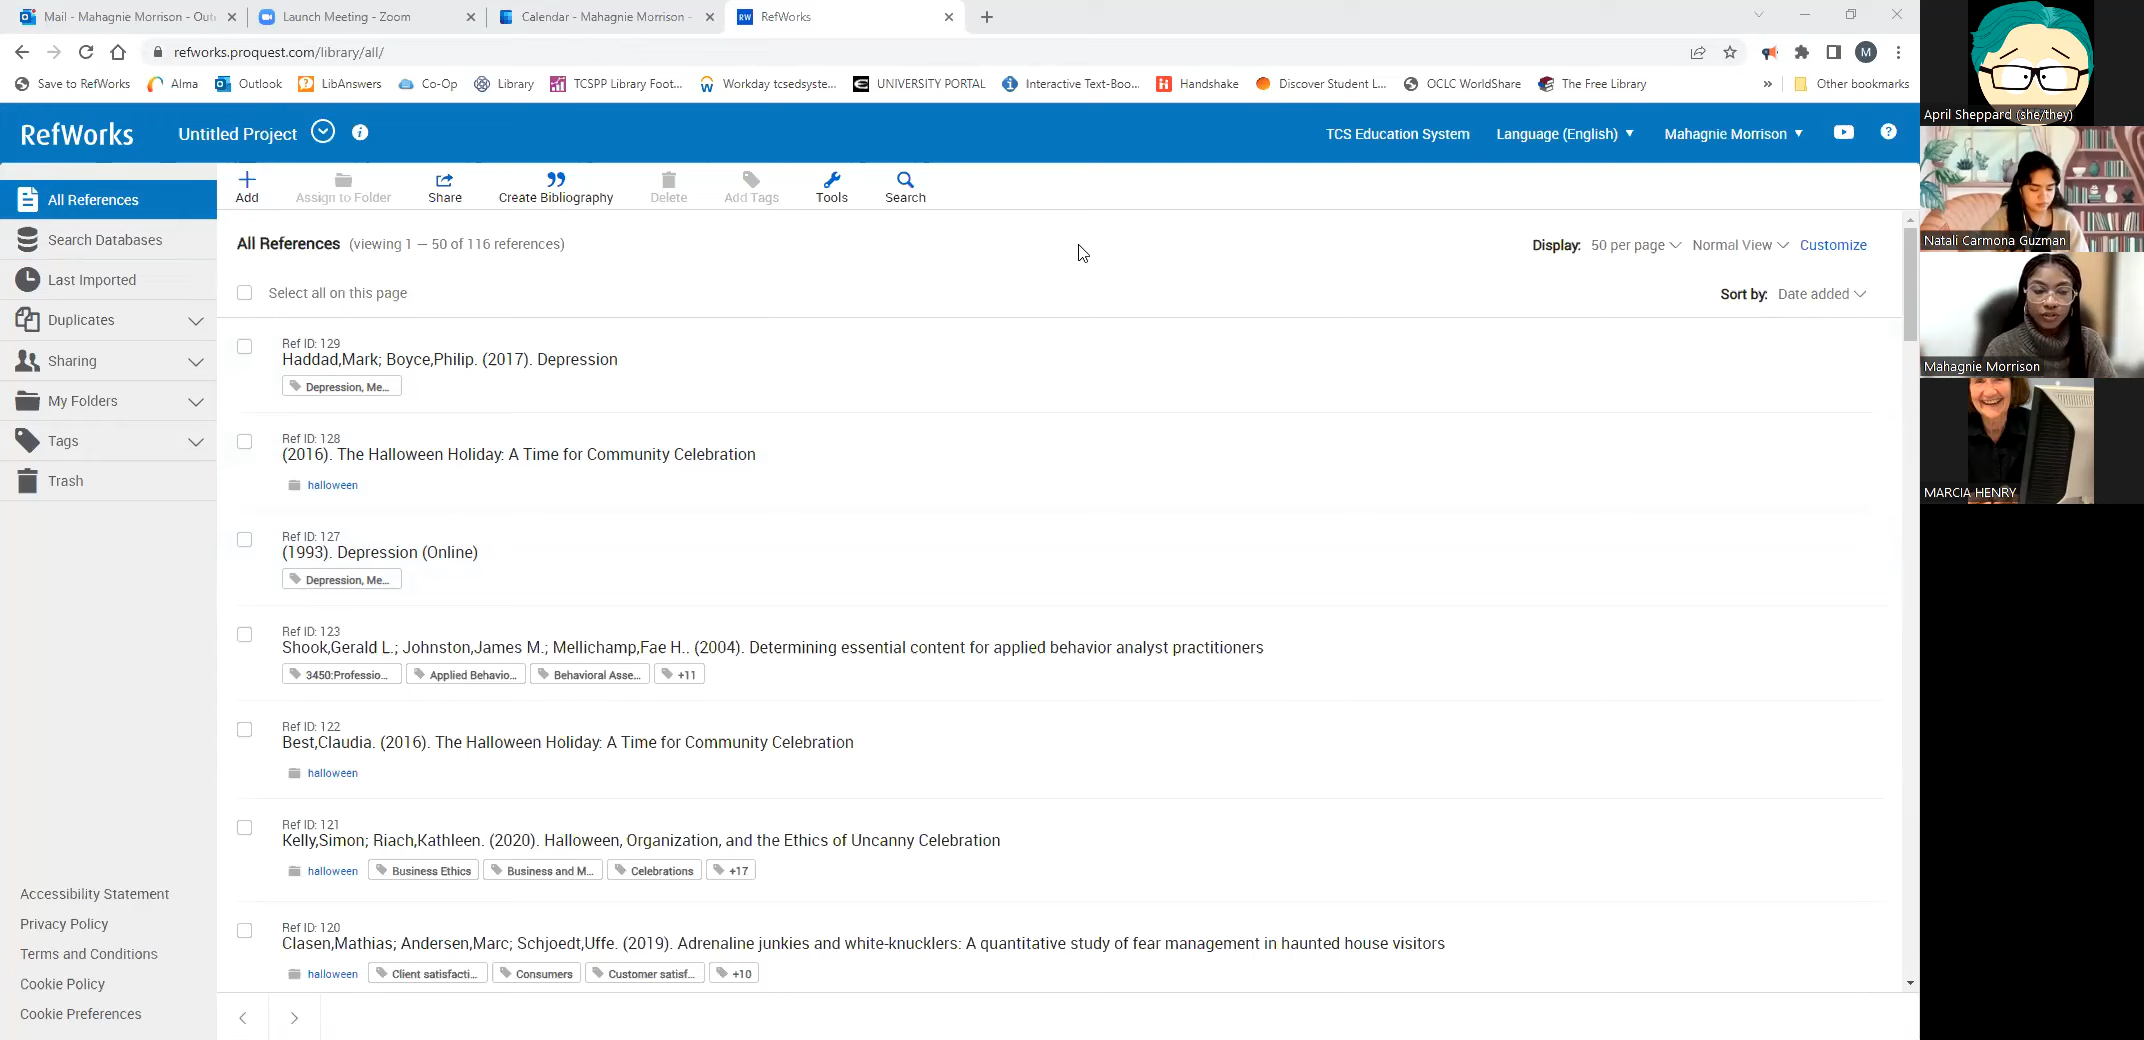 Mail - Mahagnie Morrison - Out
Launch Meeting - Zoom
Calendar - Mahagnie Morrison -
RW RefWorks
refworks.proquest.com/library/all/
M
Save to RefWorks
Alma
Outlook
LibAnswers
Co-Op
Library
TCSPP Library Foot...
Workday tcsedsyste...
UNIVERSITY PORTAL
Interactive Text-Boo...
Handshake
Discover Student L...
OCLC WorldShare
The Free Library
»
Other bookmarks
RefWorks
Untitled Project
TCS Education System
Language (English)
Mahagnie Morrison
All References
Search Databases
Last Imported
Duplicates
Sharing
My Folders
Tags
Trash
Accessibility Statement
Privacy Policy
Terms and Conditions
Cookie Policy
Cookie Preferences
Add
Assign to Folder
Share
Create Bibliography
Delete
Add Tags
Tools
Search
All References (viewing 1 — 50 of 116 references)
Display: 50 per page Normal View Customize
Select all on this page
Sort by: Date added
Ref ID: 129
Haddad,Mark; Boyce,Philip. (2017). Depression
Depression, Me...
Ref ID: 128
(2016). The Halloween Holiday: A Time for Community Celebration
halloween
Ref ID: 127
(1993). Depression (Online)
Depression, Me...
Ref ID: 123
Shook,Gerald L.; Johnston,James M.; Mellichamp,Fae H.. (2004). Determining essential content for applied behavior analyst practitioners
3450:Professio... Applied Behavio... Behavioral Asse... +11
Ref ID: 122
Best,Claudia. (2016). The Halloween Holiday: A Time for Community Celebration
halloween
Ref ID: 121
Kelly,Simon; Riach,Kathleen. (2020). Halloween, Organization, and the Ethics of Uncanny Celebration
halloween Business Ethics Business and M... Celebrations +17
Ref ID: 120
Clasen,Mathias; Andersen,Marc; Schjoedt,Uffe. (2019). Adrenaline junkies and white-knucklers: A quantitative study of fear management in haunted house visitors
halloween Client satisfacti... Consumers Customer satisf... +10
April Sheppard (she/they)
Natali Carmona Guzman
Mahagnie Morrison
MARCIA HENRY